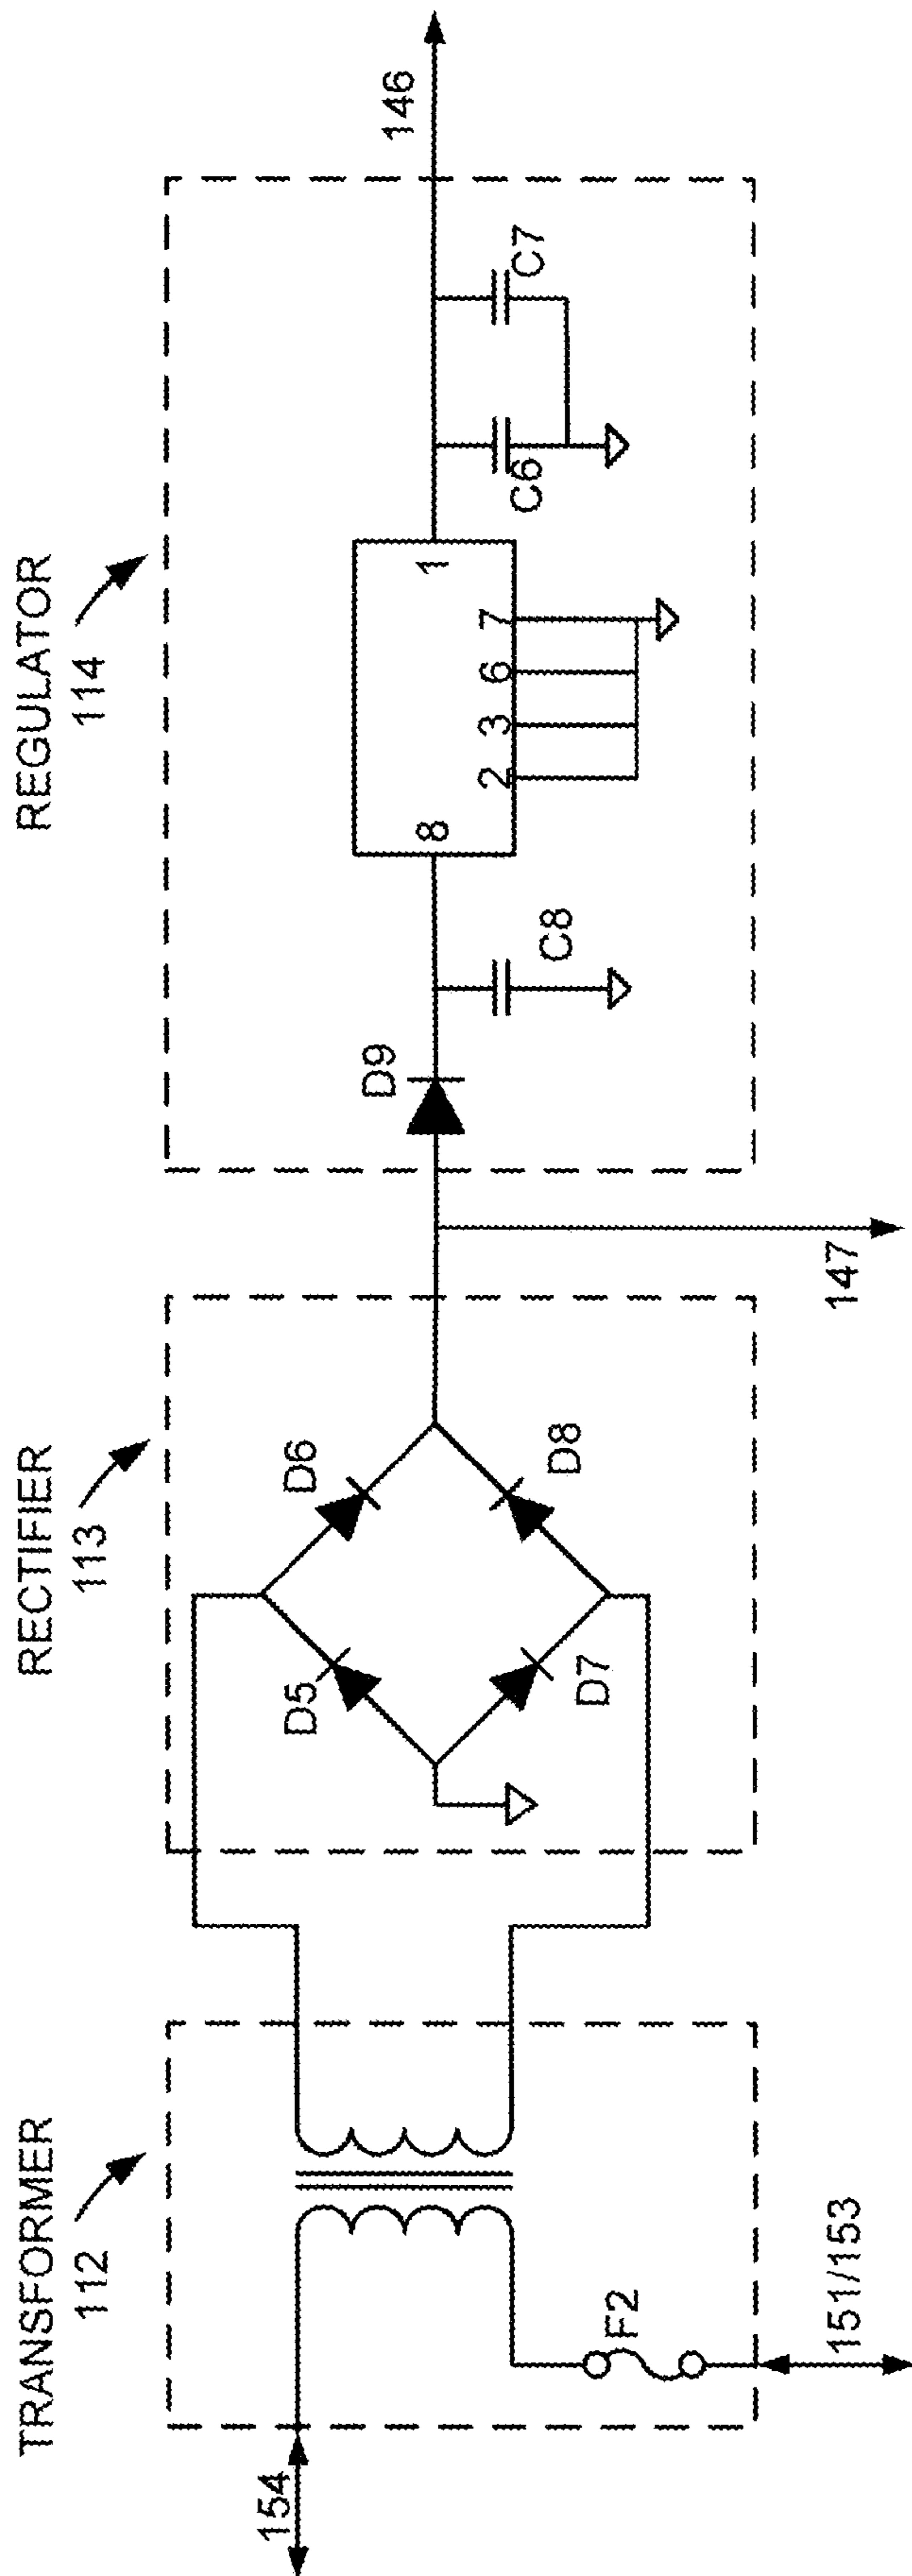 TRANSFORMER
112
RECTIFIER
113
REGULATOR
114
154
F2
151/153
D5
D6
D7
D8
147
D9
C8
8
1
2
3
6
7
C6
C7
146